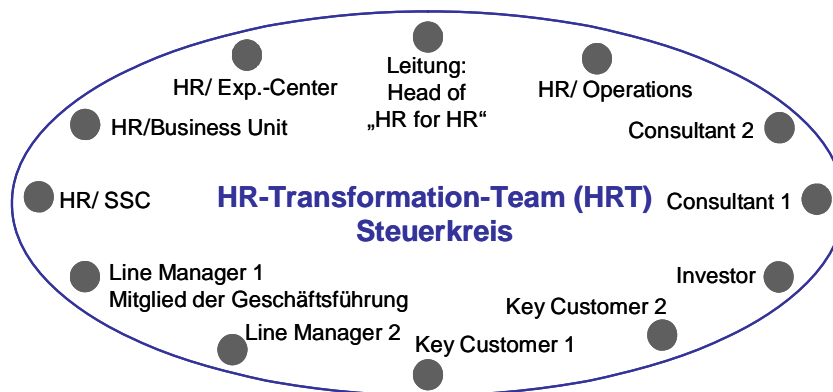 Leitung:
Head of
„HR for HR“
HR/ Exp.-Center
HR/ Operations
HR/Business Unit
Consultant 2
HR/ SSC
HR-Transformation-Team (HRT)
Steuerkreis
Consultant 1
Line Manager 1
Mitglied der Geschäftsführung
Investor
Line Manager 2
Key Customer 2
Key Customer 1